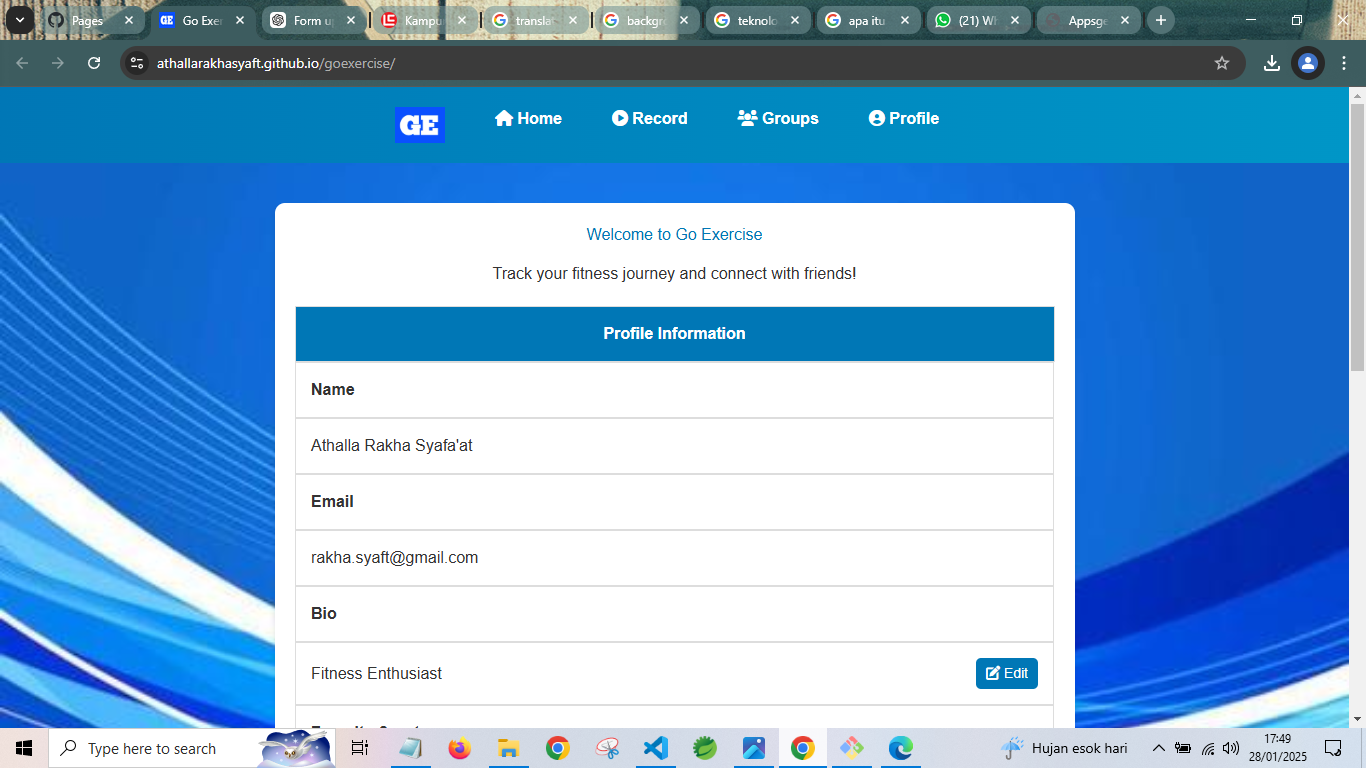 Pages
Go Exer
Form u
Kampu
translat
backgro
teknolo
apa itu
(21) Wh
Appsge
athallarakhasyaft.github.io/goexercise/
GE
Home
Record
Groups
Profile
Welcome to Go Exercise
Track your fitness journey and connect with friends!
Profile Information
Name
Athalla Rakha Syafa'at
Email
rakha.syaft@gmail.com
Bio
Fitness Enthusiast
Edit
Type here to search
Hujan esok hari
17:49
28/01/2025